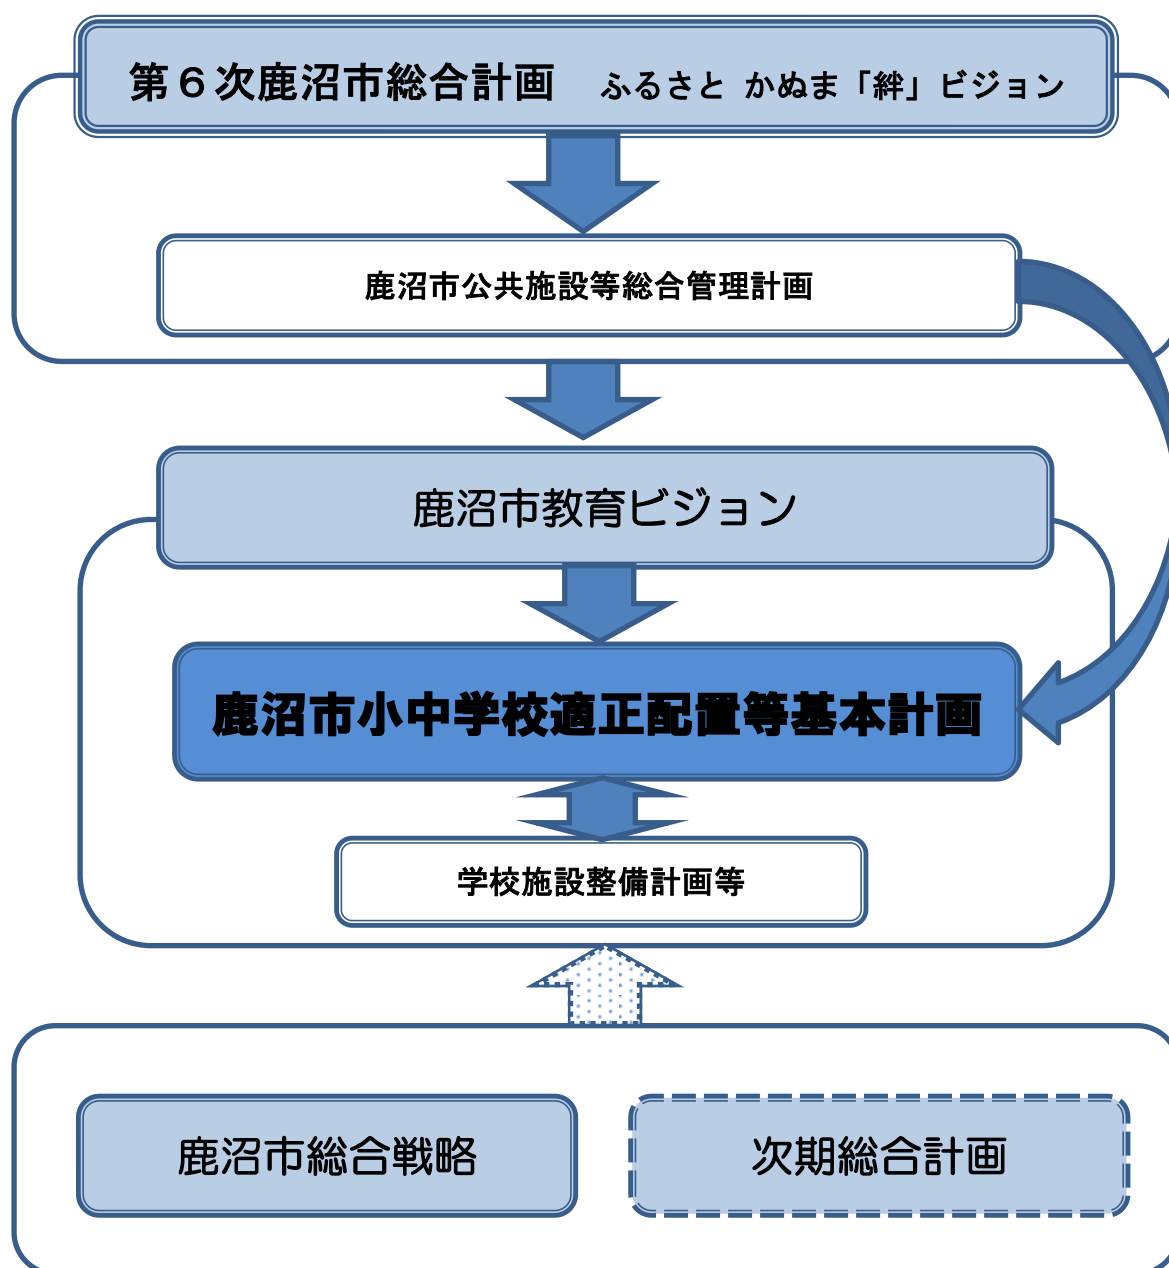 第６次鹿沼市総合計画　ふるさと かぬま「絆」ビジョン
鹿沼市公共施設等総合管理計画
鹿沼市教育ビジョン
鹿沼市小中学校適正配置等基本計画
学校施設整備計画等
鹿沼市総合戦略
次期総合計画